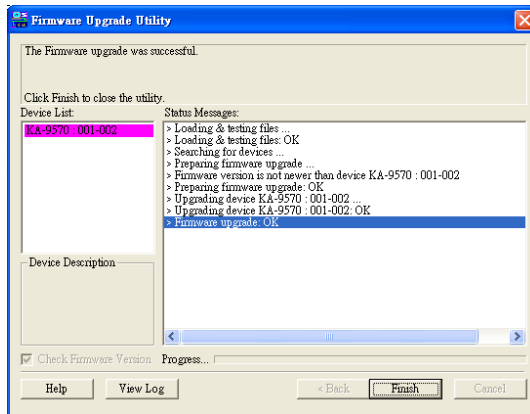 Firmware Upgrade Utility
The Firmware upgrade was successful.
Click Finish to close the utility.
Device List:
KA-9570 : 001-002
Status Messages:
> Loading & testing files ...
> Loading & testing files: OK
> Searching for devices ...
> Preparing firmware upgrade ...
> Firmware version is not newer than device KA-9570 : 001-002
> Preparing firmware upgrade: OK
> Upgrading device KA-9570 : 001-002 ...
> Upgrading device KA-9570 : 001-002: OK
> Firmware upgrade: OK
Device Description
Check Firmware Version
Progress...
Help
View Log
< Back
Finish
Cancel